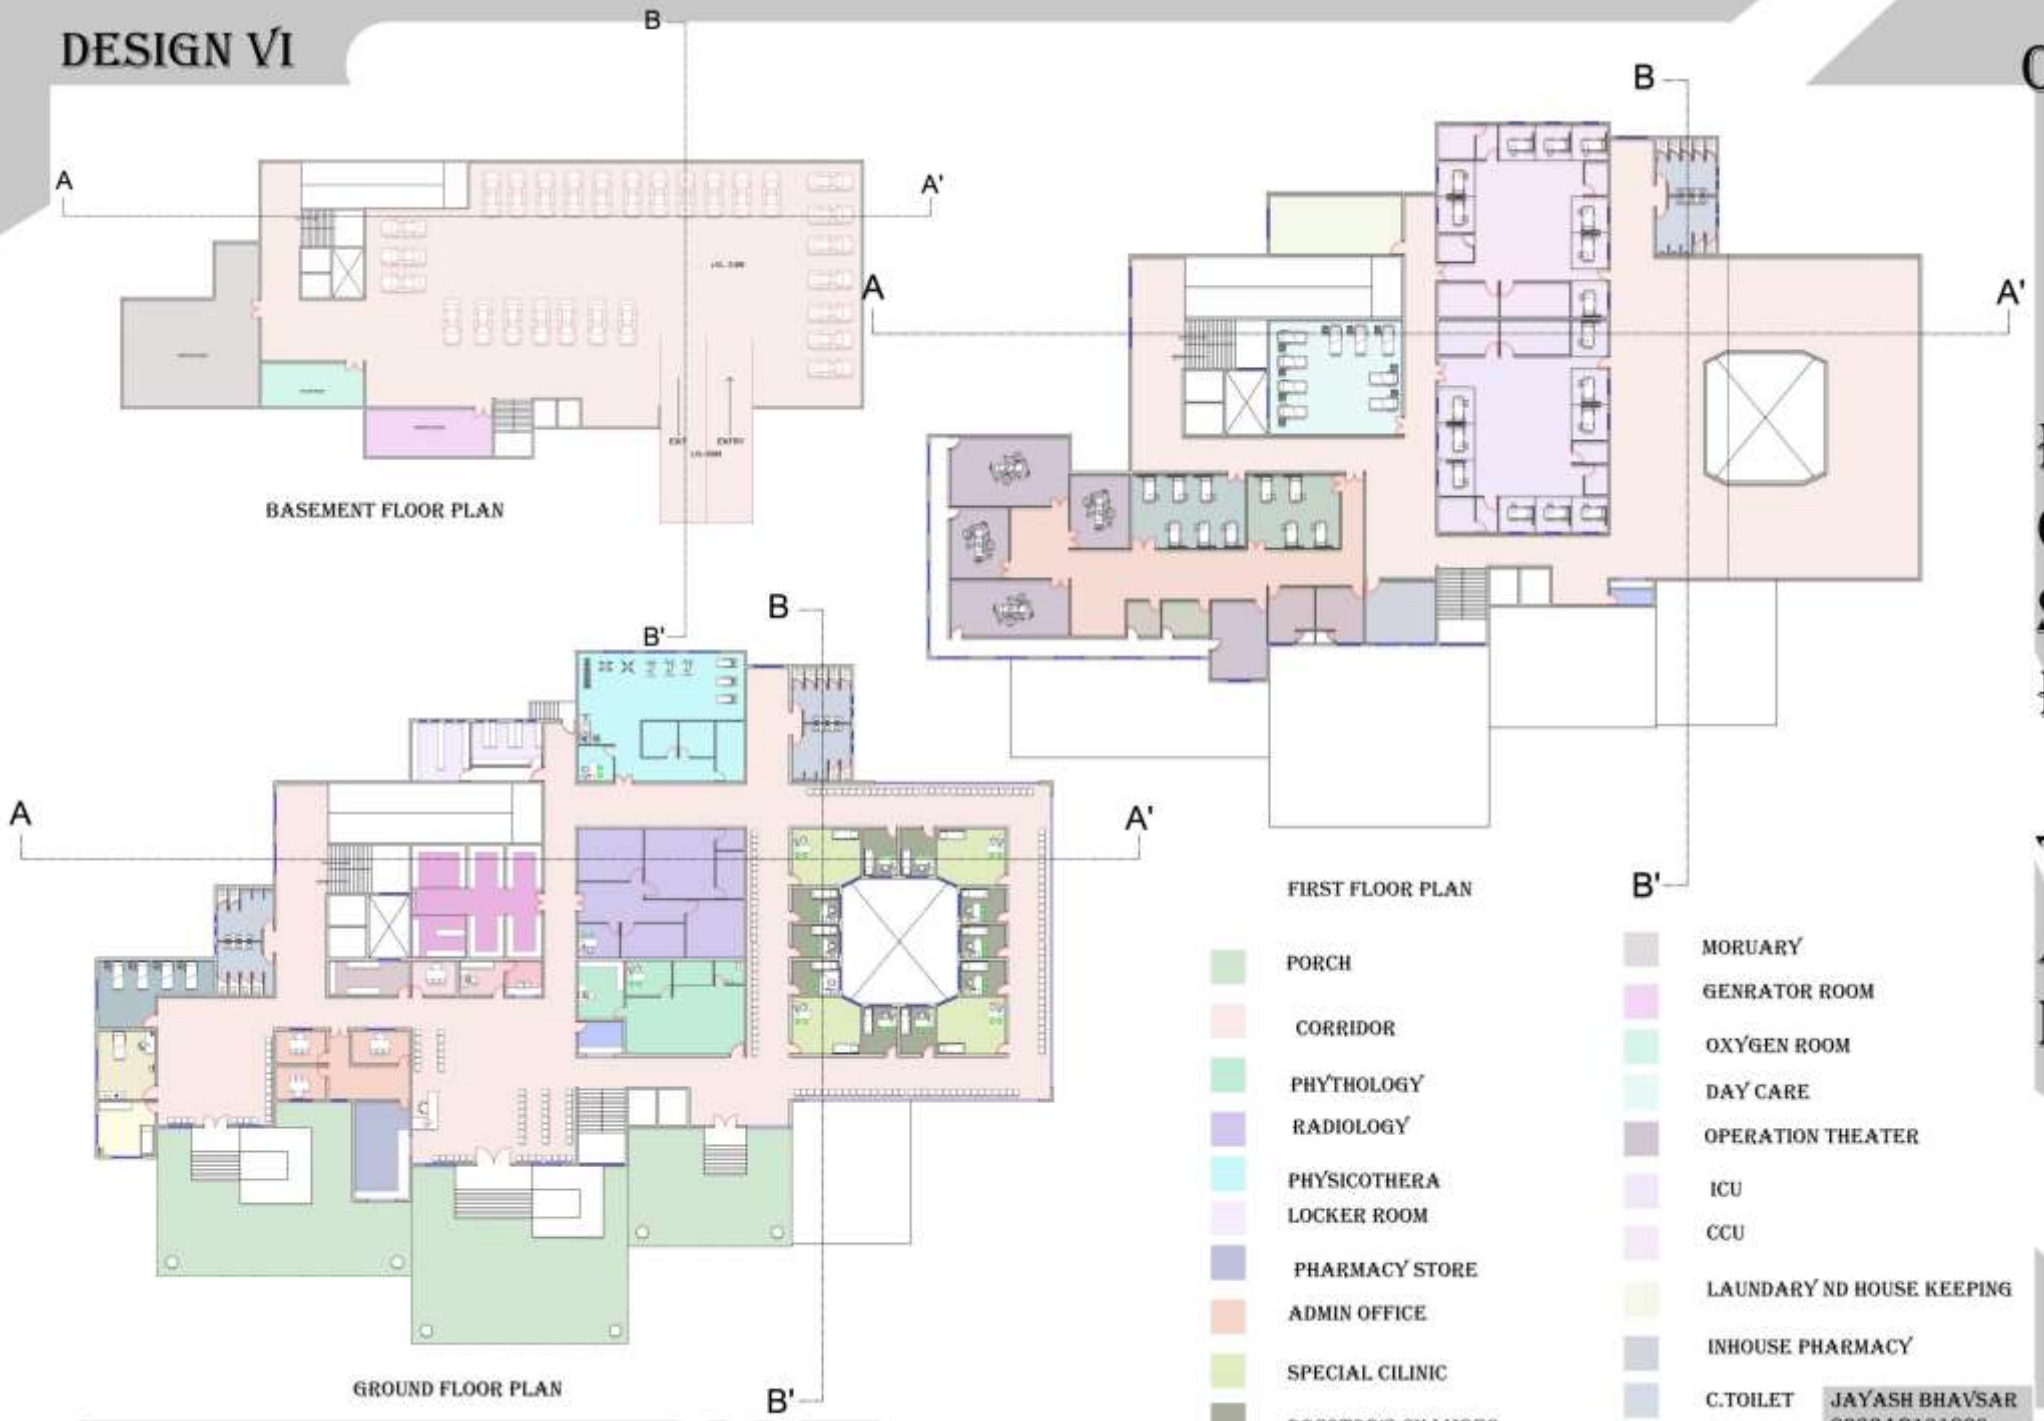 DESIGN VI
B
B
A
A'
A
A'
EXIT
ENTRY
BASEMENT FLOOR PLAN
B'
B
A
A'
FIRST FLOOR PLAN
B'
PORCH
CORRIDOR
PHYTHOLOGY
RADIOLOGY
PHYSICOTHERA
LOCKER ROOM
PHARMACY STORE
ADMIN OFFICE
SPECIAL CILINIC
MORUARY
GENRATOR ROOM
OXYGEN ROOM
DAY CARE
OPERATION THEATER
ICU
CCU
LAUNDARY ND HOUSE KEEPING
INHOUSE PHARMACY
C.TOILET
JAYASH BHAVSAR
GROUND FLOOR PLAN
B'